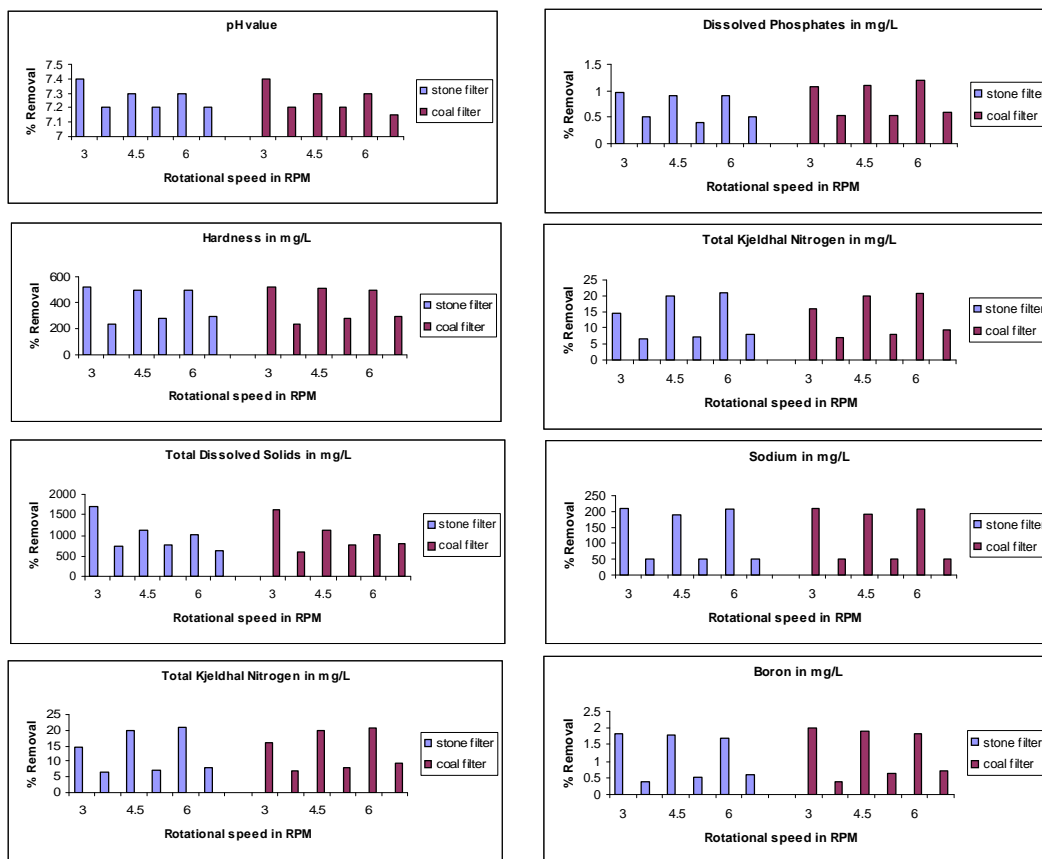 pH value
7.5
7.4
7.3
7.2
7.1
7
% Removal
3 4.5 6 3 4.5 6
Rotational speed in RPM
stone filter
coal filter
Dissolved Phosphates in mg/L
1.5
1
0.5
0
% Removal
3 4.5 6 3 4.5 6
Rotational speed in RPM
stone filter
coal filter
Hardness in mg/L
600
400
200
0
% Removal
3 4.5 6 3 4.5 6
Rotational speed in RPM
stone filter
coal filter
Total Kjeldhal Nitrogen in mg/L
25
20
15
10
5
0
% Removal
3 4.5 6 3 4.5 6
Rotational speed in RPM
stone filter
coal filter
Total Dissolved Solids in mg/L
2000
1500
1000
500
0
% Removal
3 4.5 6 3 4.5 6
Rotational speed in RPM
stone filter
coal filter
Sodium in mg/L
250
200
150
100
50
0
% Removal
3 4.5 6 3 4.5 6
Rotational speed in RPM
stone filter
coal filter
Total Kjeldhal Nitrogen in mg/L
25
20
15
10
5
0
% Removal
3 4.5 6 3 4.5 6
Rotational speed in RPM
stone filter
coal filter
Boron in mg/L
2.5
2
1.5
1
0.5
0
% Removal
3 4.5 6 3 4.5 6
Rotational speed in RPM
stone filter
coal filter